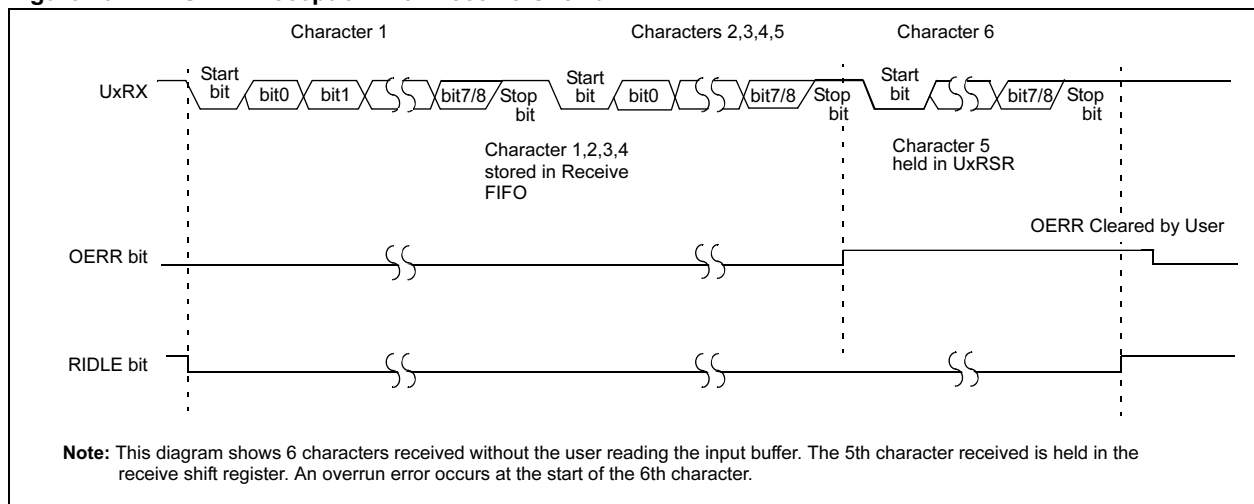 Character 1
Characters 2,3,4,5
Character 6
UxRX
Start
bit
bit0
bit1
bit7/8
Stop
bit
Start
bit
bit0
bit7/8
Stop
bit
Start
bit
bit7/8
Stop
bit
Character 1,2,3,4
stored in Receive
FIFO
Character 5
held in UxRSR
OERR Cleared by User
OERR bit
RIDLE bit
Note: This diagram shows 6 characters received without the user reading the input buffer. The 5th character received is held in the
receive shift register. An overrun error occurs at the start of the 6th character.